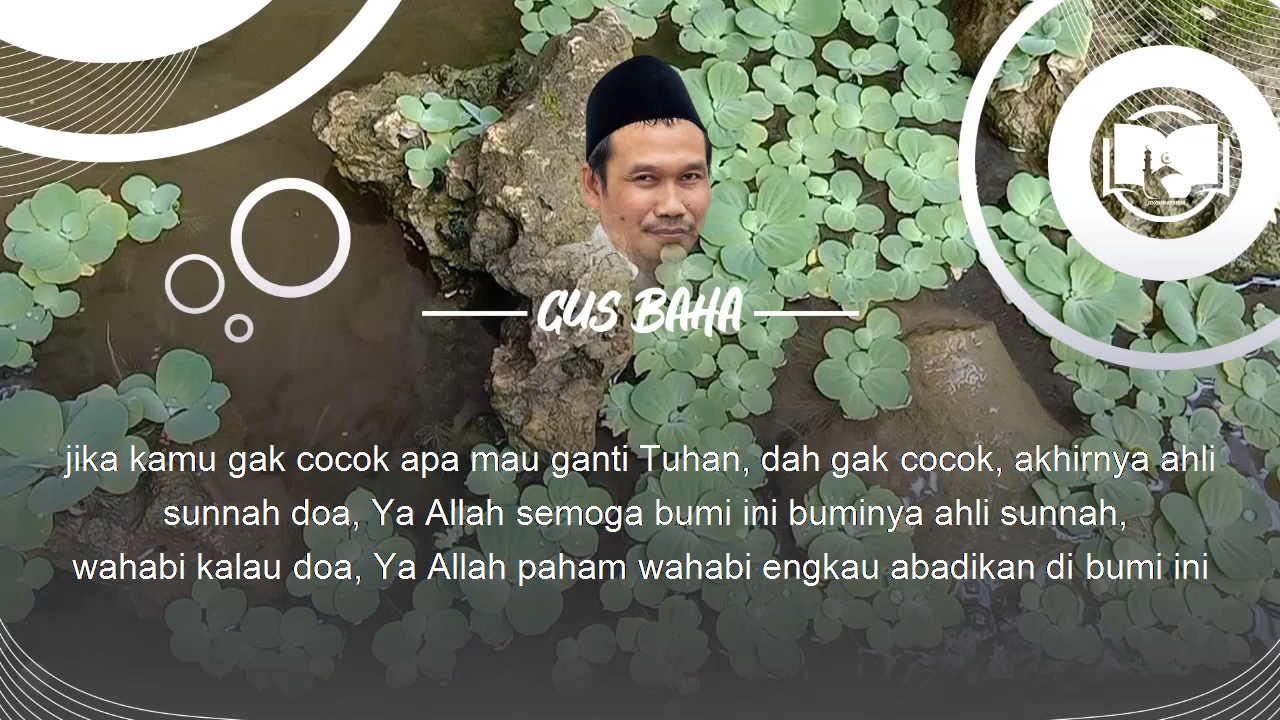 GUS BAHA
jika kamu gak cocok apa mau ganti Tuhan, dah gak cocok, akhirnya ahli
sunnah doa, Ya Allah semoga bumi ini buminya ahli sunnah,
wahabi kalau doa, Ya Allah paham wahabi engkau abadikan di bumi ini